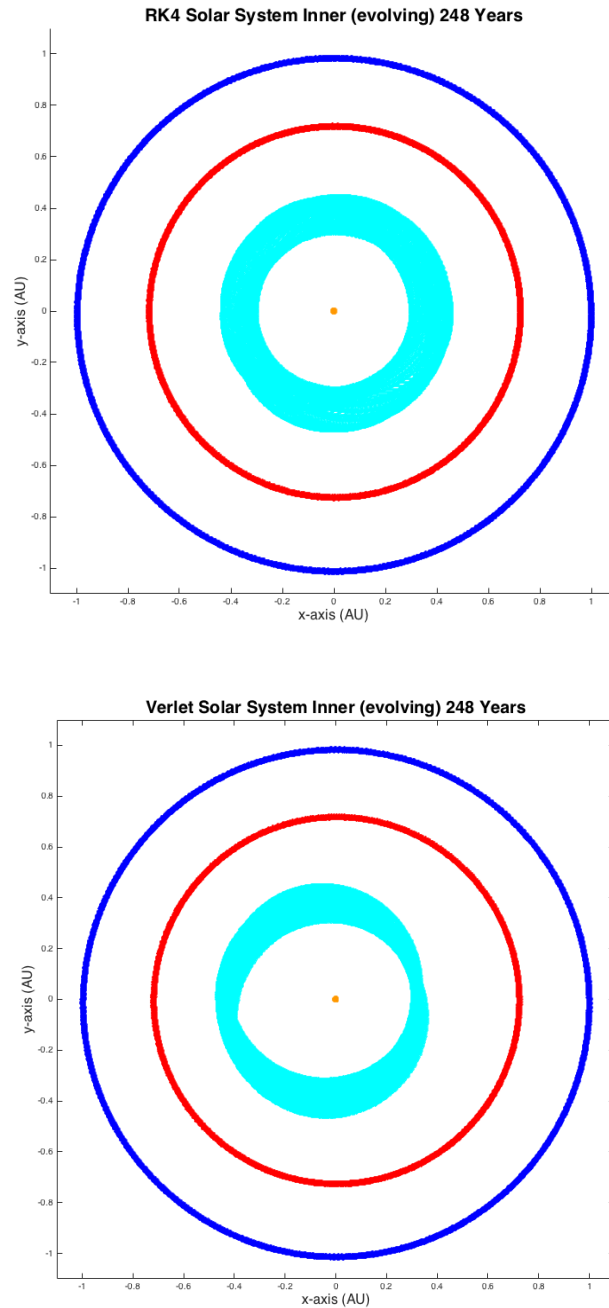 RK4 Solar System Inner (evolving) 248 Years
1
0.8
0.6
0.4
0.2
0
-0.2
-0.4
-0.6
-0.8
-1
y-axis (AU)
-1 -0.8 -0.6 -0.4 -0.2 0 0.2 0.4 0.6 0.8 1
x-axis (AU)
Verlet Solar System Inner (evolving) 248 Years
1
0.8
0.6
0.4
0.2
0
-0.2
-0.4
-0.6
-0.8
-1
y-axis (AU)
-1 -0.8 -0.6 -0.4 -0.2 0 0.2 0.4 0.6 0.8 1
x-axis (AU)